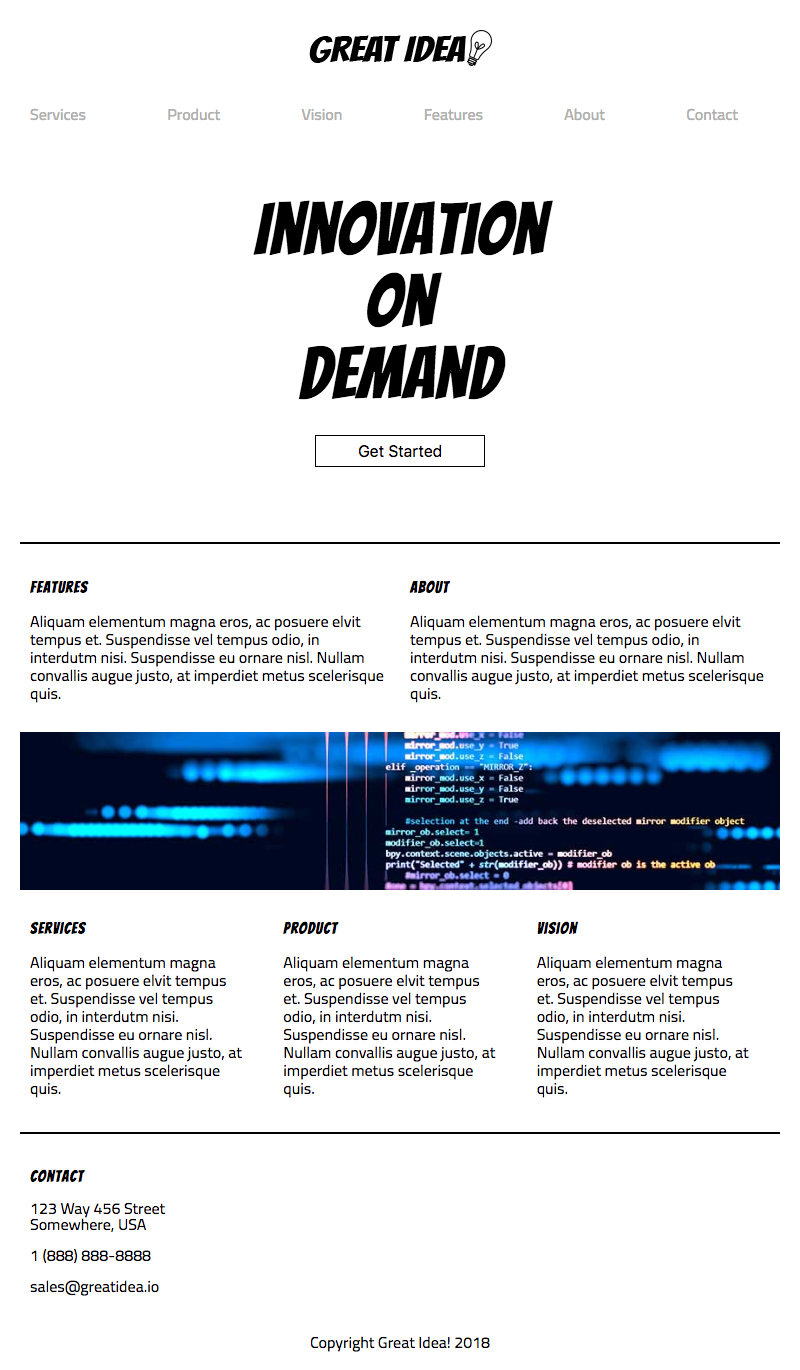 GREAT IDEA
Services Product Vision Features About Contact
INNOVATION
ON
DEMAND
Get Started
FEATURES
Aliquam elementum magna eros, ac posuere elvit
tempus et. Suspendisse vel tempus odio, in
interdutm nisi. Suspendisse eu ornare nisl. Nullam
convallis augue justo, at imperdiet metus scelerisque
quis.
ABOUT
Aliquam elementum magna eros, ac posuere elvit
tempus et. Suspendisse vel tempus odio, in
interdutm nisi. Suspendisse eu ornare nisl. Nullam
convallis augue justo, at imperdiet metus scelerisque
quis.
mirror_mod.use_x = False
mirror_mod.use_y = True
mirror_mod.use_z = False
elif _operation == "MIRROR_Z":
mirror_mod.use_x = False
mirror_mod.use_y = False
mirror_mod.use_z = True
#selection at the end -add back the deselected mirror modifier object
mirror_ob.select= 1
modifier_ob.select=1
bpy.context.scene.objects.active = modifier_ob
print("Selected" + str(modifier_ob)) # modifier ob is the active ob
#mirror_ob.select = 0
= bpy.context.selected_objects[0]
SERVICES
Aliquam elementum magna
eros, ac posuere elvit tempus
et. Suspendisse vel tempus
odio, in interdutm nisi.
Suspendisse eu ornare nisl.
Nullam convallis augue justo, at
imperdiet metus scelerisque
quis.
PRODUCT
Aliquam elementum magna
eros, ac posuere elvit tempus
et. Suspendisse vel tempus
odio, in interdutm nisi.
Suspendisse eu ornare nisl.
Nullam convallis augue justo, at
imperdiet metus scelerisque
quis.
VISION
Aliquam elementum magna
eros, ac posuere elvit tempus
et. Suspendisse vel tempus
odio, in interdutm nisi.
Suspendisse eu ornare nisl.
Nullam convallis augue justo, at
imperdiet metus scelerisque
quis.
CONTACT
123 Way 456 Street
Somewhere, USA
1 (888) 888-8888
sales@greatidea.io
Copyright Great Idea! 2018